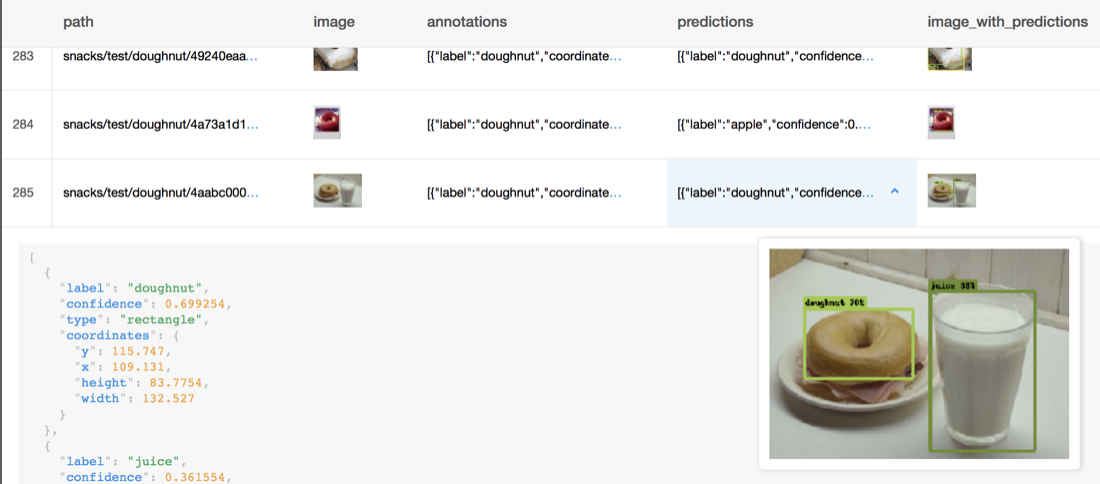 path image annotations predictions image_with_predictions
283 snacks/test/doughnut/49240eaa... [{"label":"doughnut","coordinate... [{"label":"doughnut","confidence...
284 snacks/test/doughnut/4a73a1d1... [{"label":"doughnut","coordinate... [{"label":"apple","confidence":0....
285 snacks/test/doughnut/4aabc000... [{"label":"doughnut","coordinate... [{"label":"doughnut","confidence...
[
{
"label": "doughnut",
"confidence": 0.699254,
"type": "rectangle",
"coordinates": {
"y": 115.747,
"x": 109.131,
"height": 83.7754,
"width": 132.527
}
},
{
"label": "juice",
"confidence": 0.361554,
juice 38%
doughnut 70%